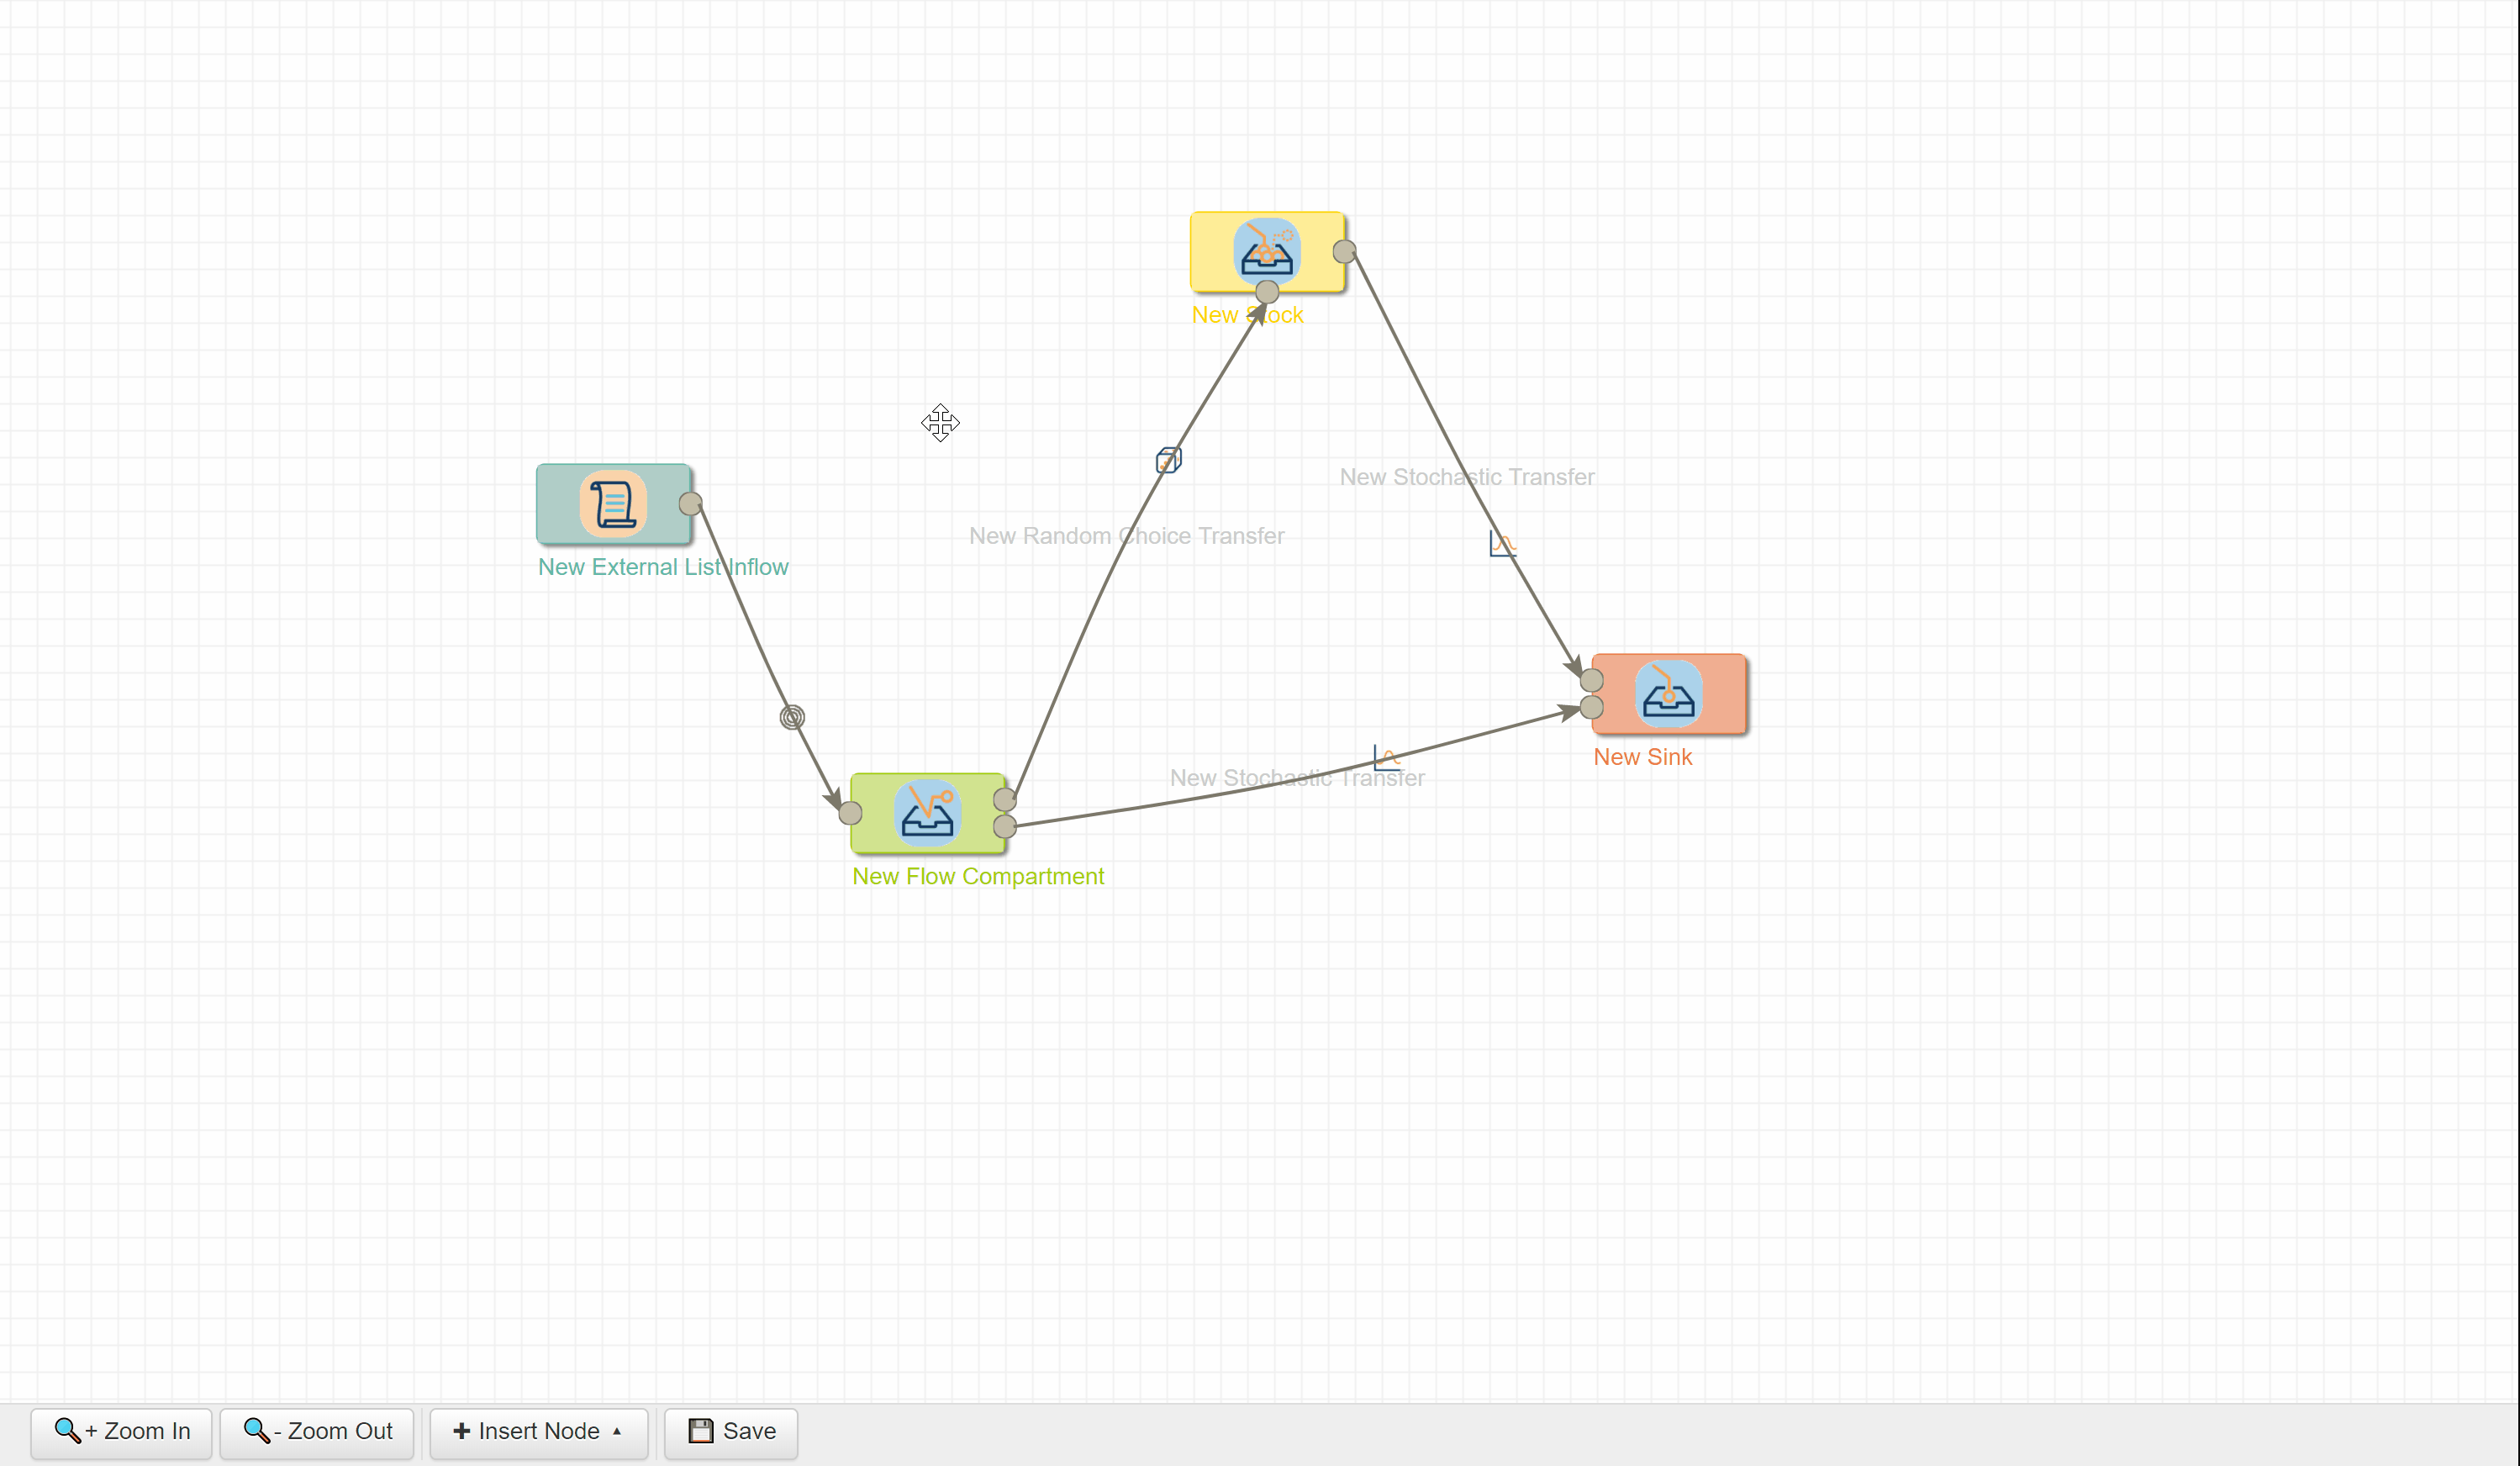 New Stock
New Stochastic Transfer
New Random Choice Transfer
New External List Inflow
New Sink
New Stochastic Transfer
New Flow Compartment
+ Zoom In
- Zoom Out
+ Insert Node ▲
Save